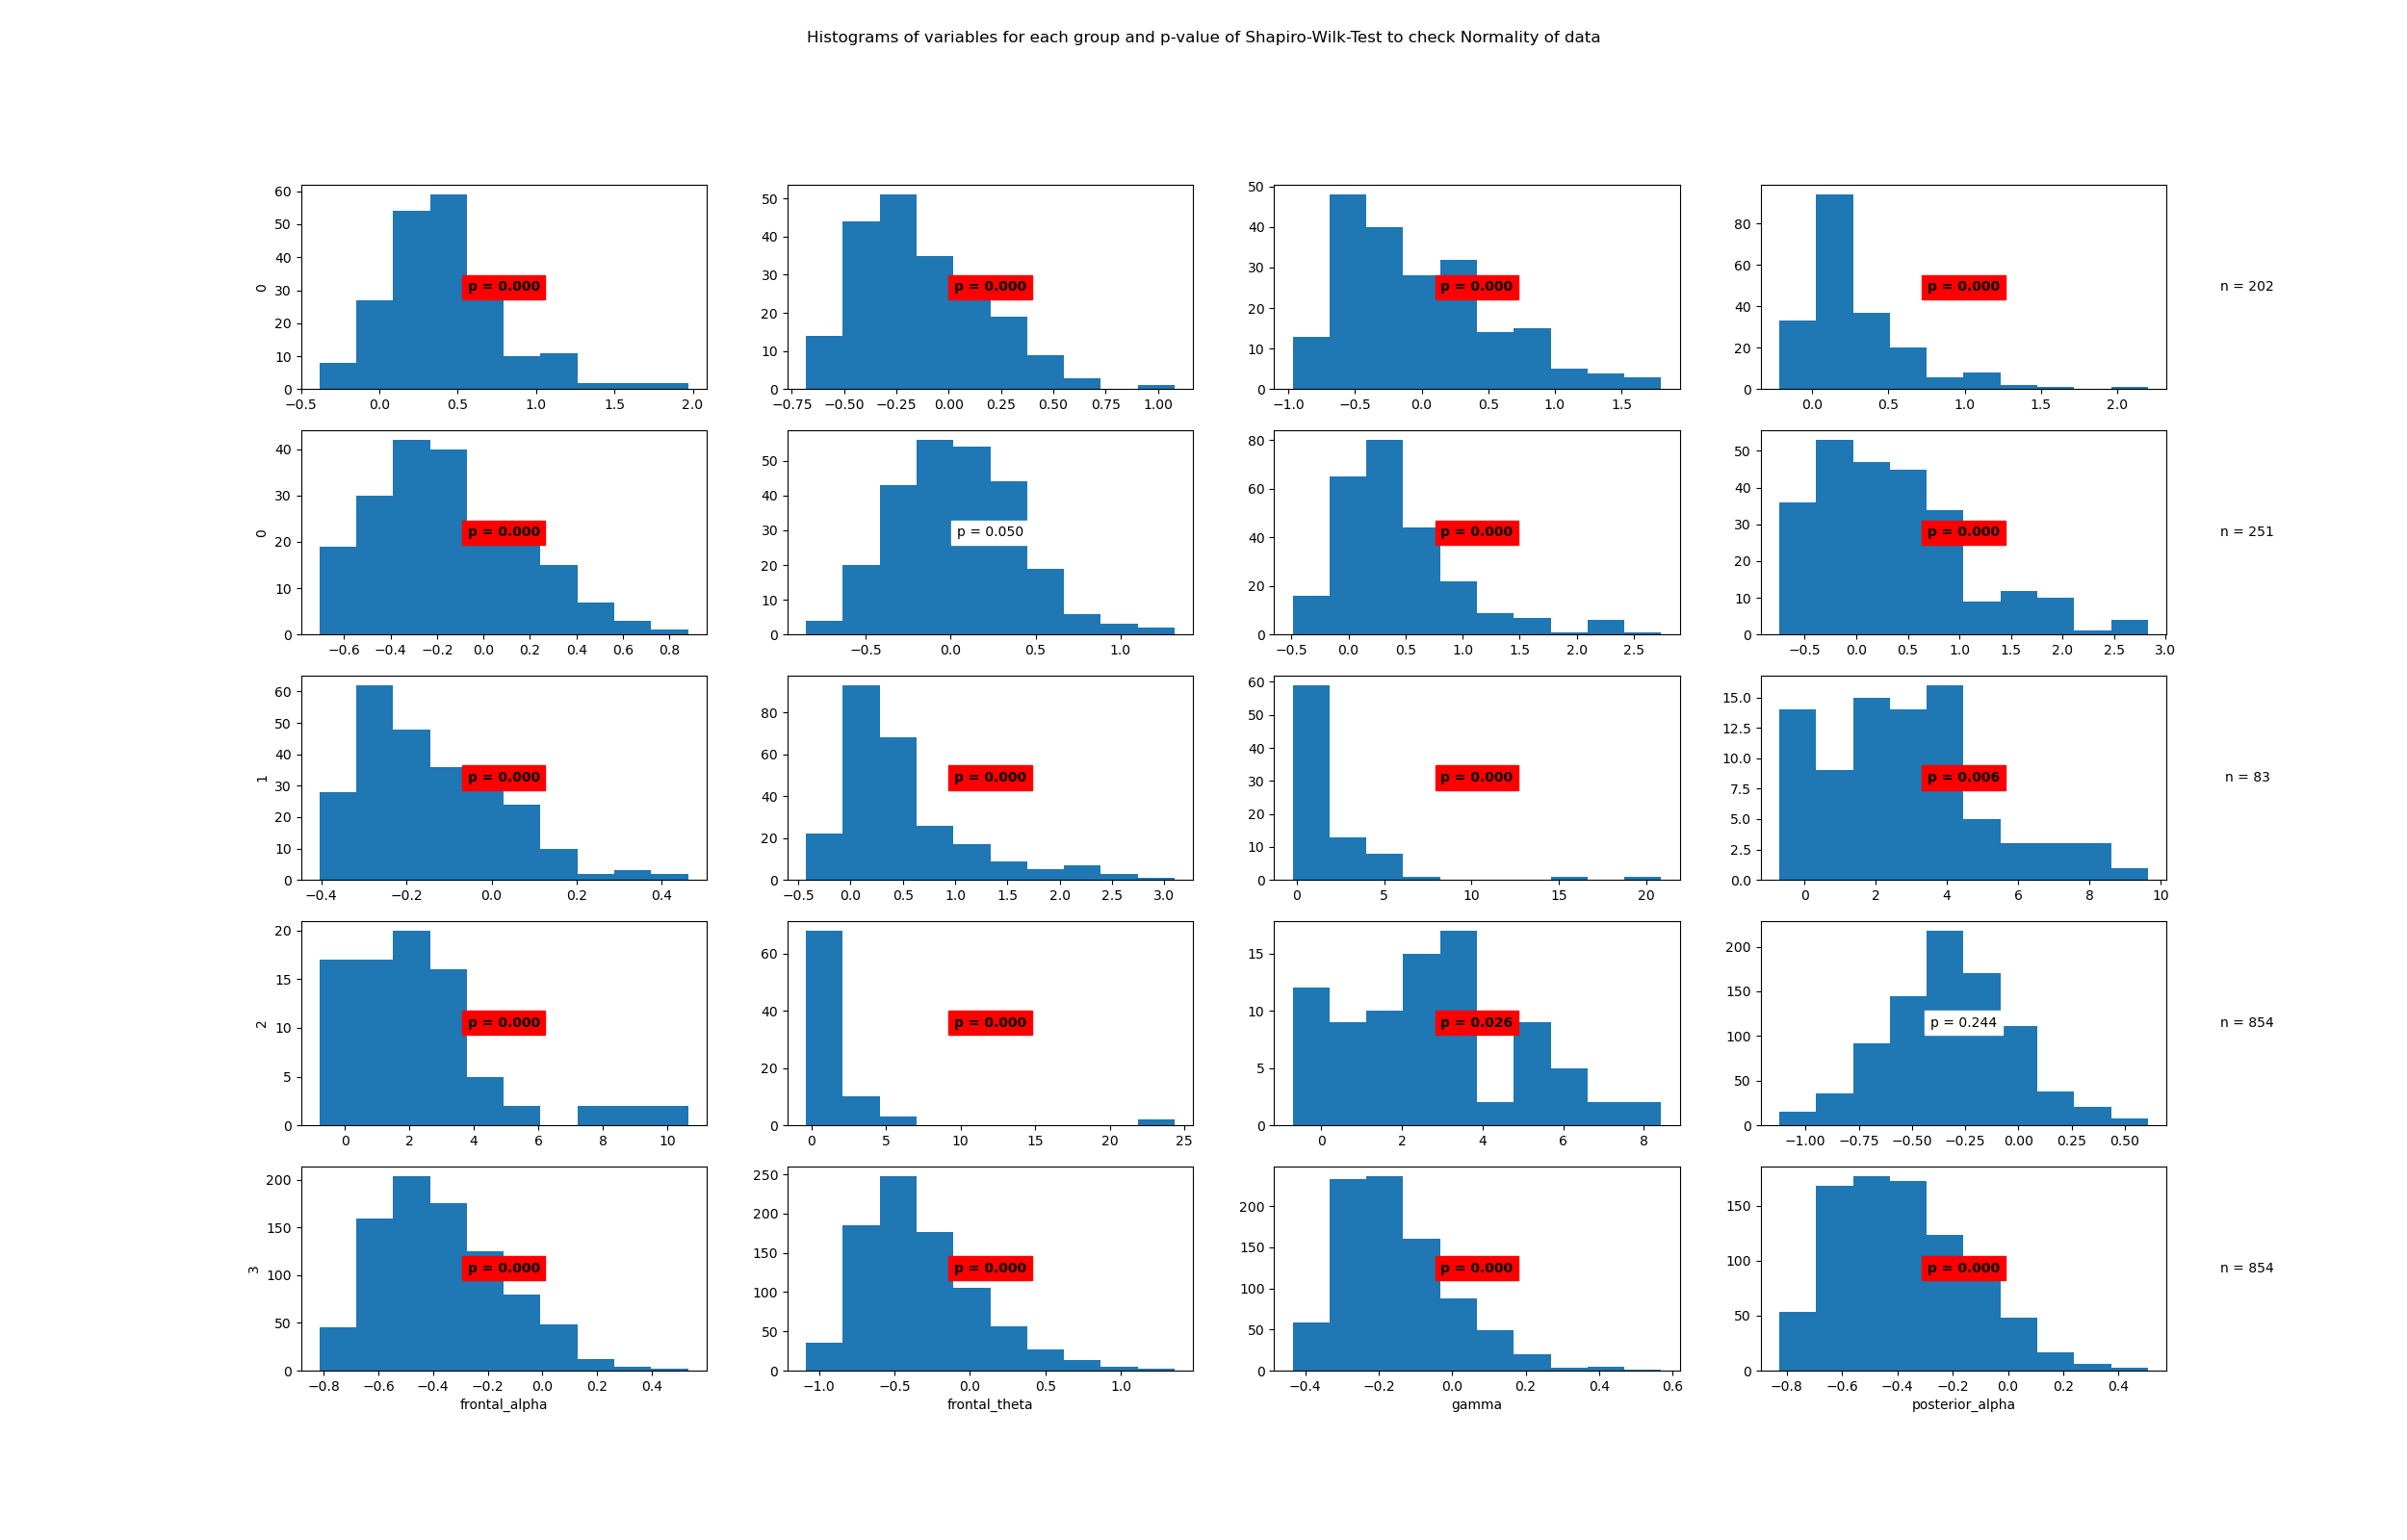 Histograms of variables for each group and p-value of Shapiro-Wilk-Test to check Normality of data
60
50
40
30
20
10
0
0
−0.5 0.0 0.5 1.0 1.5 2.0
p = 0.000
50
40
30
20
10
0
−0.75 −0.50 −0.25 0.00 0.25 0.50 0.75 1.00
p = 0.000
50
40
30
20
10
0
−1.0 −0.5 0.0 0.5 1.0 1.5
p = 0.000
80
60
40
20
0
0.0 0.5 1.0 1.5 2.0
p = 0.000
n = 202
40
30
20
10
0
0
−0.6 −0.4 −0.2 0.0 0.2 0.4 0.6 0.8
p = 0.000
50
40
30
20
10
0
−0.5 0.0 0.5 1.0
p = 0.050
80
60
40
20
0
−0.5 0.0 0.5 1.0 1.5 2.0 2.5
p = 0.000
50
40
30
20
10
0
−0.5 0.0 0.5 1.0 1.5 2.0 2.5 3.0
p = 0.000
n = 251
60
50
40
30
20
10
0
1
−0.4 −0.2 0.0 0.2 0.4
p = 0.000
80
60
40
20
0
−0.5 0.0 0.5 1.0 1.5 2.0 2.5 3.0
p = 0.000
60
50
40
30
20
10
0
0 5 10 15 20
p = 0.000
15.0
12.5
10.0
7.5
5.0
2.5
0.0
0 2 4 6 8 10
p = 0.006
n = 83
20
15
10
5
0
2
0 2 4 6 8 10
p = 0.000
60
40
20
0
0 5 10 15 20 25
p = 0.000
15
10
5
0
0 2 4 6 8
p = 0.026
200
150
100
50
0
−1.00 −0.75 −0.50 −0.25 0.00 0.25 0.50
p = 0.244
n = 854
200
150
100
50
0
3
−0.8 −0.6 −0.4 −0.2 0.0 0.2 0.4
p = 0.000
frontal_alpha
250
200
150
100
50
0
−1.0 −0.5 0.0 0.5 1.0
p = 0.000
frontal_theta
200
150
100
50
0
−0.4 −0.2 0.0 0.2 0.4 0.6
p = 0.000
gamma
150
100
50
0
−0.8 −0.6 −0.4 −0.2 0.0 0.2 0.4
p = 0.000
posterior_alpha
n = 854